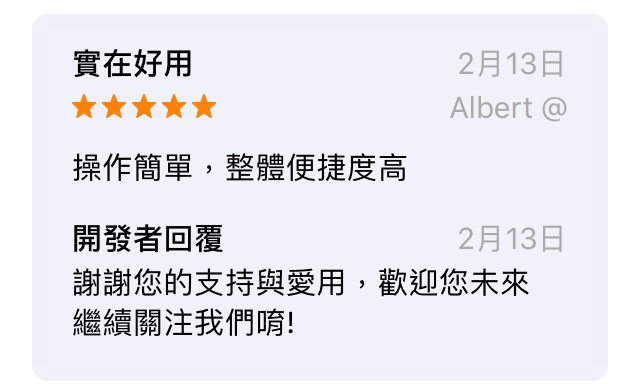 實在好用 2月13日
★★★★★ Albert @
操作簡單，整體便捷度高
開發者回覆 2月13日
謝謝您的支持與愛用，歡迎您未來
繼續關注我們唷!